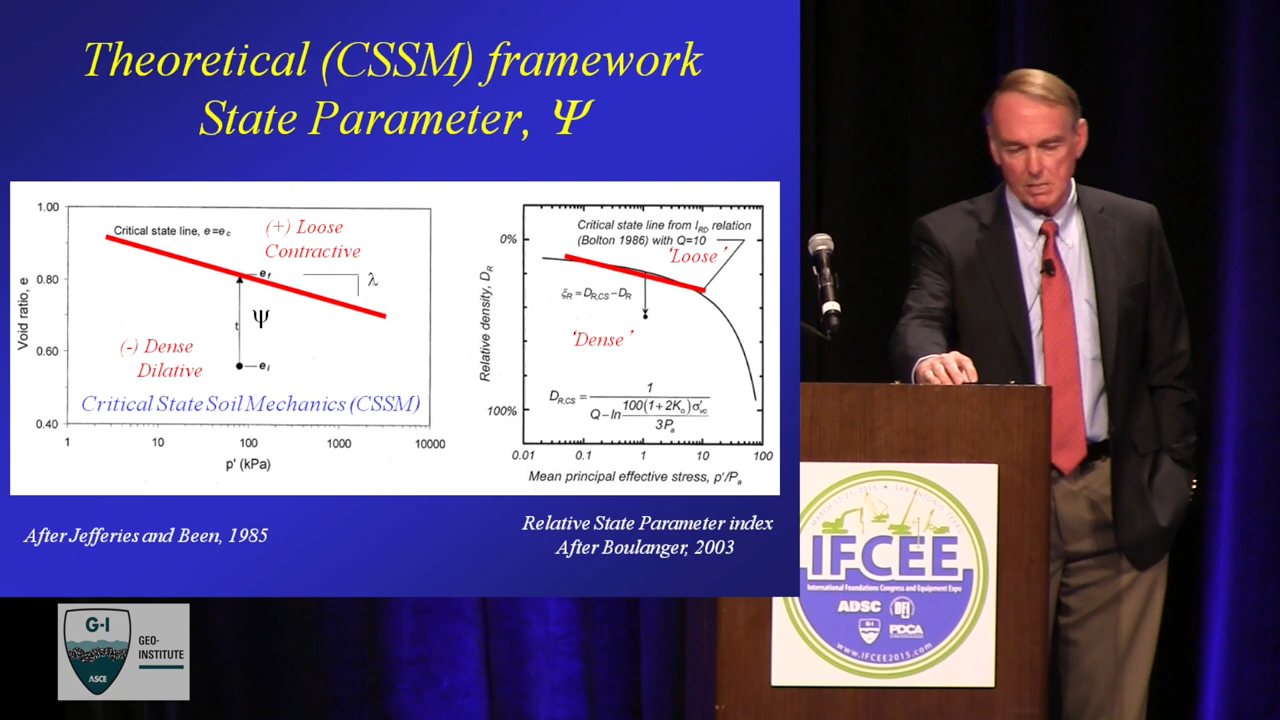 Theoretical (CSSM) framework
State Parameter, Ψ
1.00
0.80
0.60
0.40
Void ratio, e
Critical state line, e=e_c
(+) Loose
Contractive
e_f
λ
Ψ
(-) Dense
Dilative
e_i
Critical State Soil Mechanics (CSSM)
1
10
100
1000
10000
p' (kPa)
0%
100%
Relative density, D_R
Critical state line from I_RD relation
(Bolton 1986) with Q=10
'Loose'
ξ_R = D_R,CS – D_R
'Dense'
D_R,CS = 1 / (Q – ln (100(1+2K_o)σ'_vc / 3P_a))
0.01
0.1
1
10
100
Mean principal effective stress, p'/P_a
After Jefferies and Been, 1985
Relative State Parameter index
After Boulanger, 2003
G-I
ASCE
GEO-
INSTITUTE
SAN ANTONIO, TEXAS
IFCEE
International Foundations Congress and Equipment Expo
ADSC
DFI
G-I
PDCA
www.IFCEE2015.com